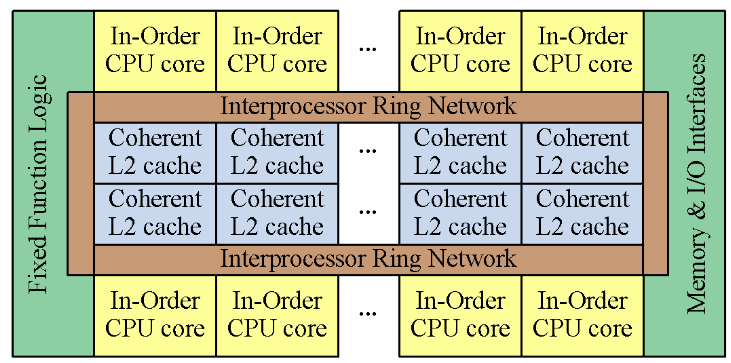 Fixed Function Logic
In-Order In-Order ... In-Order In-Order
CPU core CPU core CPU core CPU core
Interprocessor Ring Network
Coherent Coherent ... Coherent Coherent
L2 cache L2 cache L2 cache L2 cache
Coherent Coherent ... Coherent Coherent
L2 cache L2 cache L2 cache L2 cache
Interprocessor Ring Network
In-Order In-Order ... In-Order In-Order
CPU core CPU core CPU core CPU core
Memory & I/O Interfaces